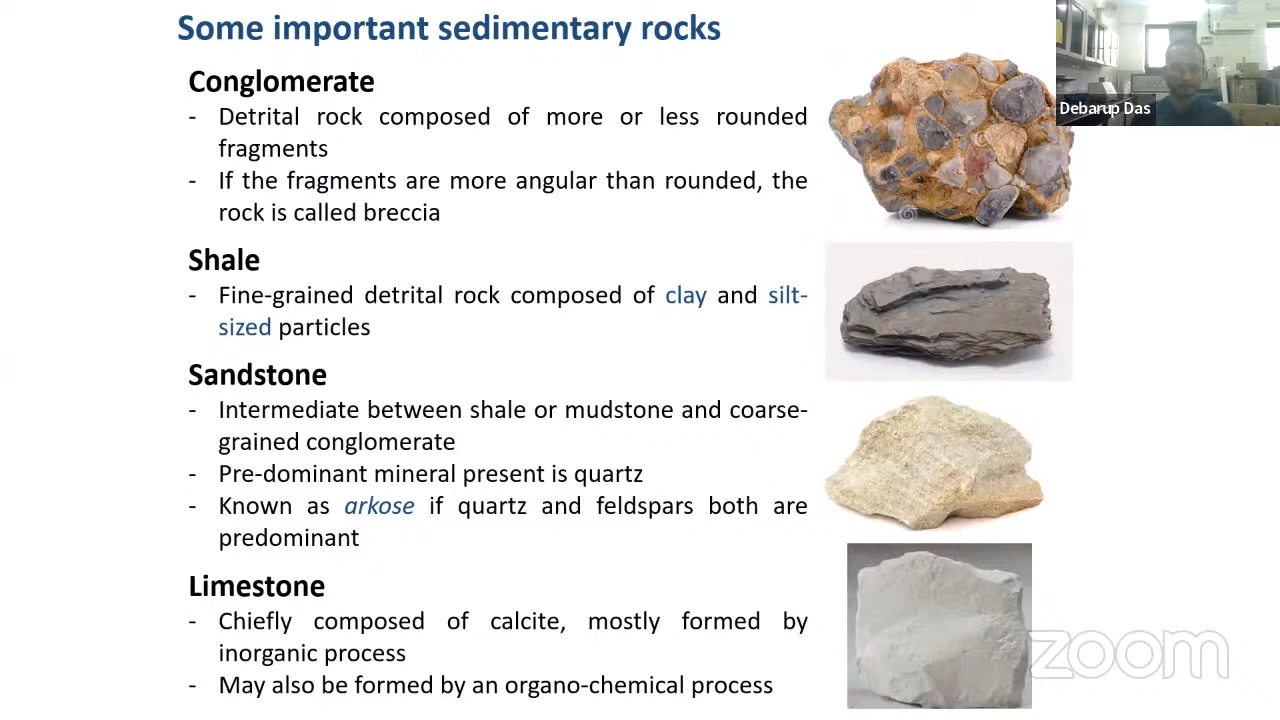 Some important sedimentary rocks
Conglomerate
- Detrital rock composed of more or less rounded
fragments
- If the fragments are more angular than rounded, the
rock is called breccia
Shale
- Fine-grained detrital rock composed of clay and silt-
sized particles
Sandstone
- Intermediate between shale or mudstone and coarse-
grained conglomerate
- Pre-dominant mineral present is quartz
- Known as arkose if quartz and feldspars both are
predominant
Limestone
- Chiefly composed of calcite, mostly formed by
inorganic process
- May also be formed by an organo-chemical process
Debarup Das
zoom